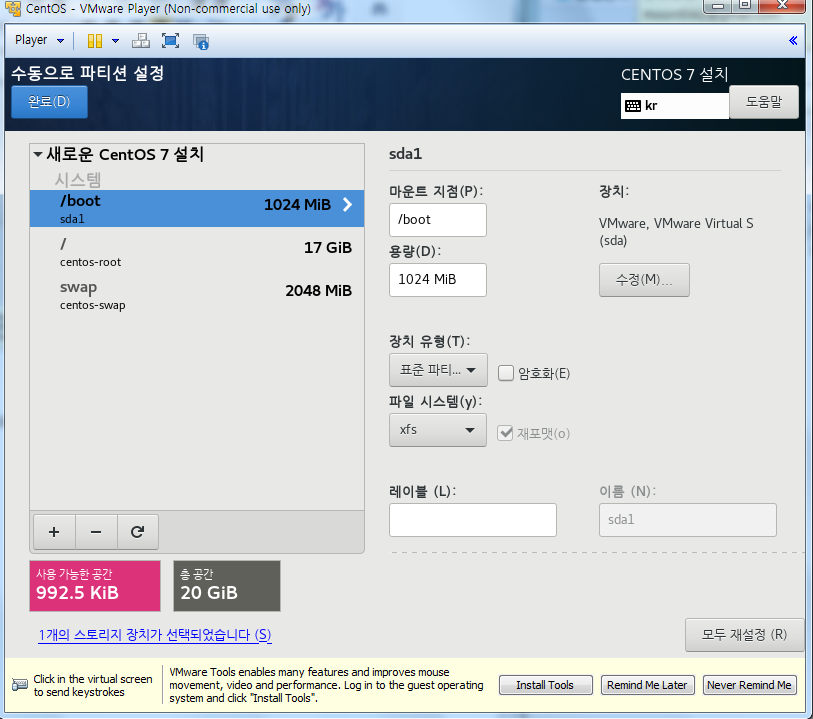 CentOS - VMware Player (Non-commercial use only)
Player
수동으로 파티션 설정
CENTOS 7 설치
완료(D)
kr
도움말
새로운 CentOS 7 설치
시스템
/boot
1024 MiB
sda1
/
17 GiB
centos-root
swap
2048 MiB
centos-swap
sda1
마운트 지점(P):
장치:
/boot
VMware, VMware Virtual S
(sda)
용량(D):
1024 MiB
수정(M)...
장치 유형(T):
표준 파티...
암호화(E)
파일 시스템(y):
xfs
재포맷(o)
레이블 (L):
이름 (N):
sda1
+ −
사용 가능한 공간
992.5 KiB
총 공간
20 GiB
1개의 스토리지 장치가 선택되었습니다 (S)
모두 재설정 (R)
Click in the virtual screen
to send keystrokes
VMware Tools enables many features and improves mouse
movement, video and performance. Log in to the guest operating
system and click "Install Tools".
Install Tools
Remind Me Later
Never Remind Me